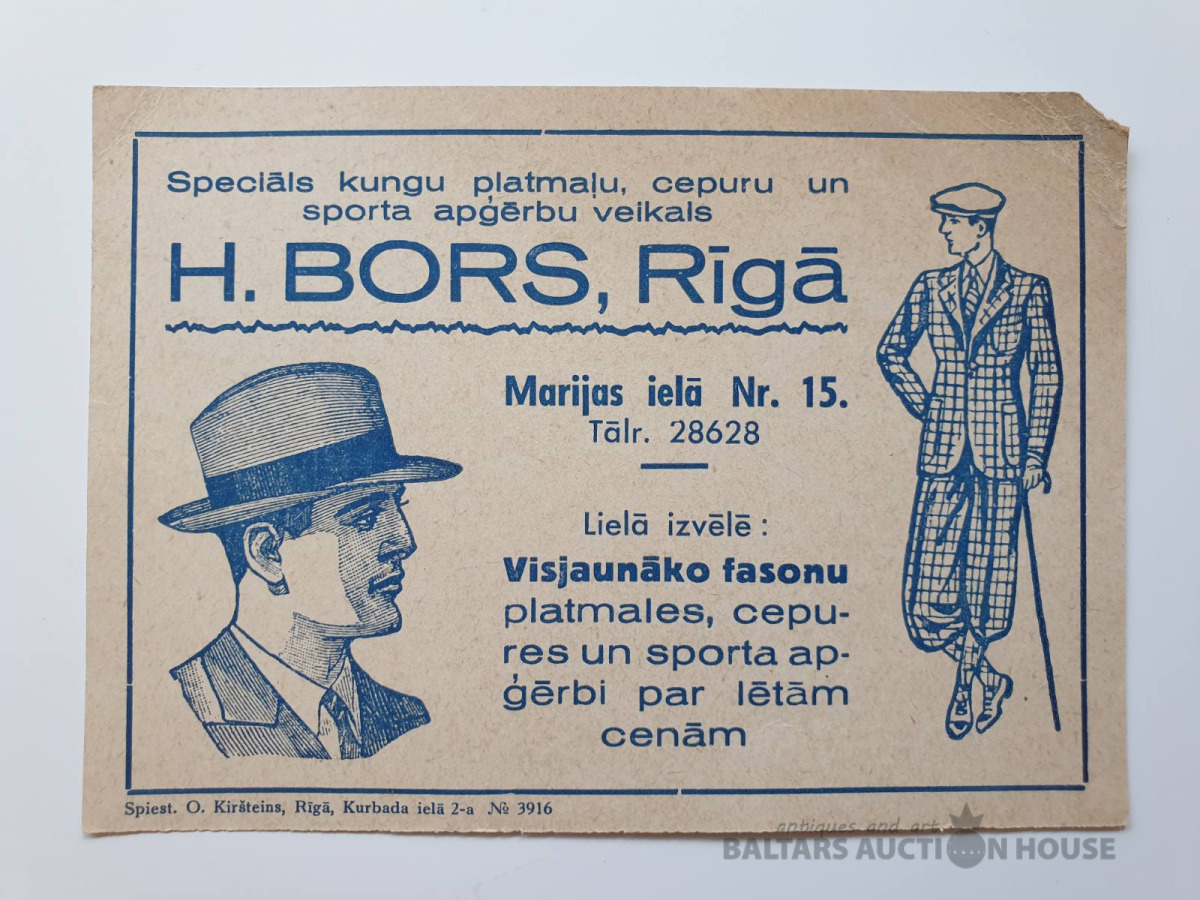 Speciāls kungu pļatmaļu, cepuru un
sporta apģērbu veikals
H. BORS, Rīgā
Marijas ielā Nr. 15.
Tālr. 28628
Lielā izvēlē :
Visjaunāko fasonu
platmales, cepu-
res un sporta ap-
ģērbi par lētām
cenām
Spiest. O. Kiršteins, Rīgā, Kurbada ielā 2-a № 3916
antiques and art
BALTARS AUCTION HOUSE